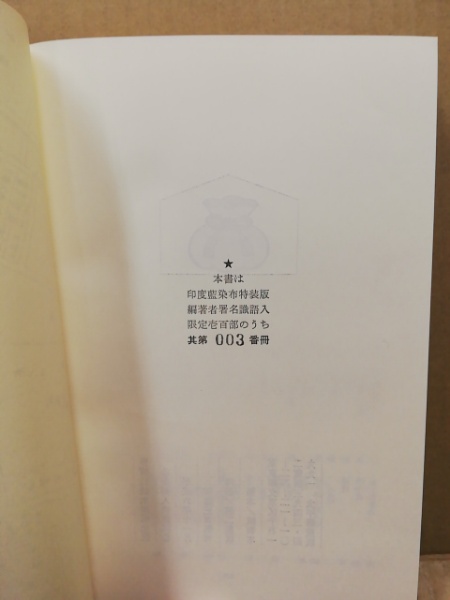 ★
本書は
印度藍染布特装版
編著者署名識語入
限定壱百部のうち
其第 003 番冊